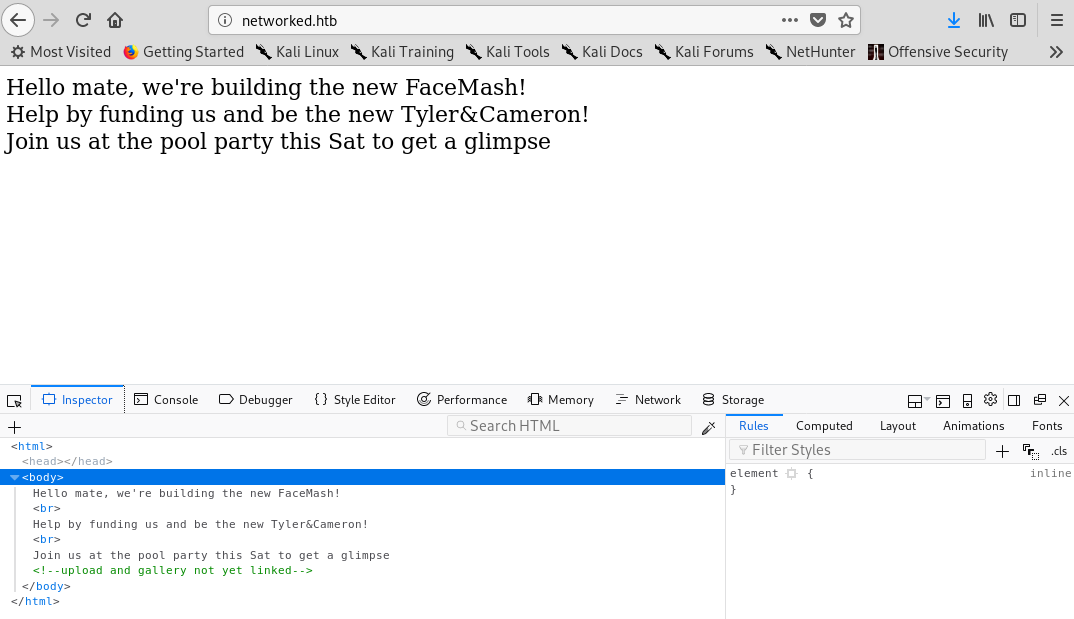 networked.htb
Most Visited Getting Started Kali Linux Kali Training Kali Tools Kali Docs Kali Forums NetHunter Offensive Security
Hello mate, we're building the new FaceMash!
Help by funding us and be the new Tyler&Cameron!
Join us at the pool party this Sat to get a glimpse
Inspector Console Debugger {} Style Editor Performance Memory Network Storage
Search HTML
Rules Computed Layout Animations Fonts
Filter Styles .cls
<html>
<head></head>
<body>
Hello mate, we're building the new FaceMash!
<br>
Help by funding us and be the new Tyler&Cameron!
<br>
Join us at the pool party this Sat to get a glimpse
<!--upload and gallery not yet linked-->
</body>
</html>
element { inline
}